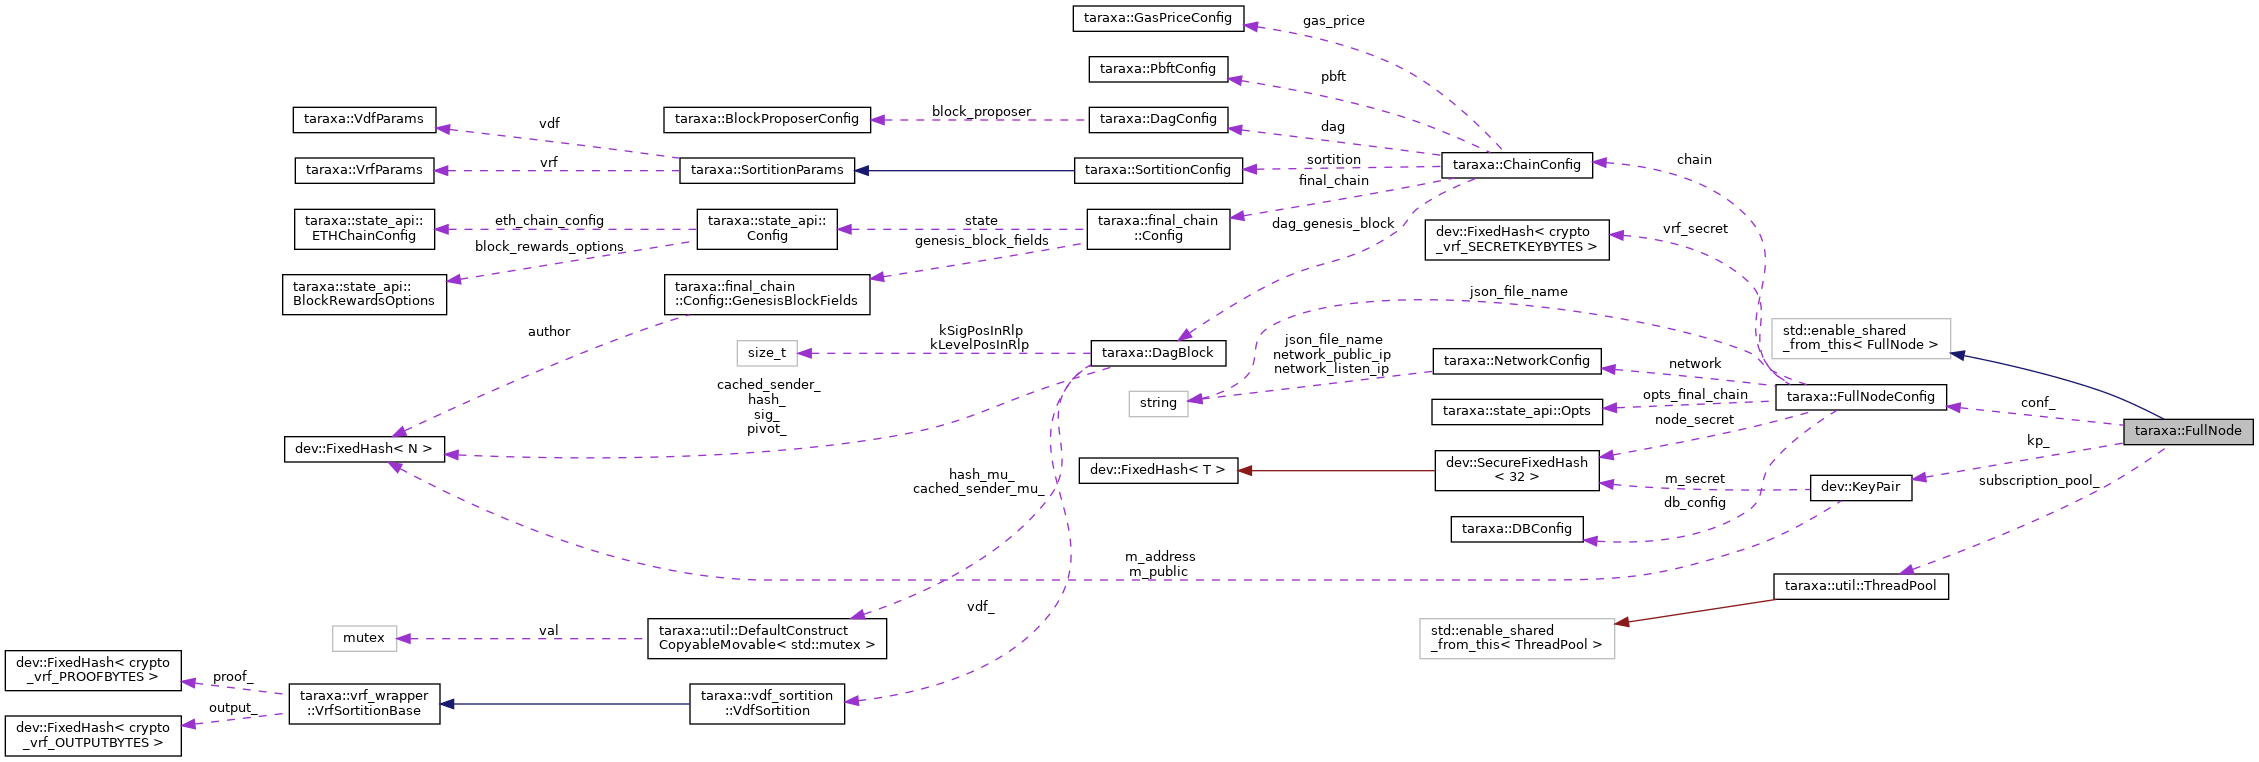 taraxa::GasPriceConfig
gas_price
taraxa::PbftConfig
pbft
taraxa::VdfParams
vdf
taraxa::BlockProposerConfig
block_proposer
taraxa::DagConfig
dag
taraxa::VrfParams
vrf
taraxa::SortitionParams
taraxa::SortitionConfig
sortition
taraxa::ChainConfig
chain
final_chain
taraxa::state_api::
ETHChainConfig
eth_chain_config
block_rewards_options
taraxa::state_api::
Config
state
genesis_block_fields
taraxa::final_chain
::Config
dag_genesis_block
dev::FixedHash< crypto
_vrf_SECRETKEYBYTES >
vrf_secret
taraxa::state_api::
BlockRewardsOptions
taraxa::final_chain
::Config::GenesisBlockFields
json_file_name
author
size_t
kSigPosInRlp
kLevelPosInRlp
taraxa::DagBlock
json_file_name
network_public_ip
network_listen_ip
taraxa::NetworkConfig
network
std::enable_shared
_from_this< FullNode >
cached_sender_
hash_
sig_
pivot_
string
taraxa::state_api::Opts
opts_final_chain
node_secret
taraxa::FullNodeConfig
conf_
taraxa::FullNode
dev::FixedHash< N >
dev::FixedHash< T >
dev::SecureFixedHash
< 32 >
m_secret
db_config
dev::KeyPair
kp_
subscription_pool_
hash_mu_
cached_sender_mu_
taraxa::DBConfig
m_address
m_public
taraxa::util::ThreadPool
vdf_
mutex
val
taraxa::util::DefaultConstruct
CopyableMovable< std::mutex >
std::enable_shared
_from_this< ThreadPool >
dev::FixedHash< crypto
_vrf_PROOFBYTES >
proof_
output_
taraxa::vrf_wrapper
::VrfSortitionBase
taraxa::vdf_sortition
::VdfSortition
dev::FixedHash< crypto
_vrf_OUTPUTBYTES >